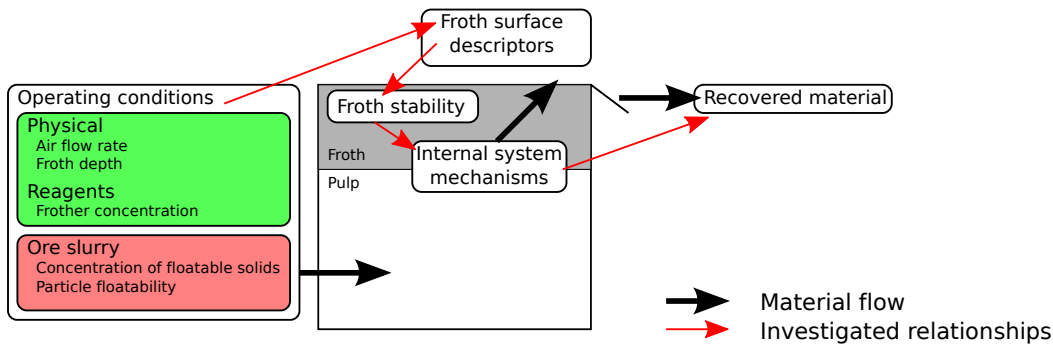 Froth surface
descriptors
Operating conditions
Physical
Air flow rate
Froth depth
Reagents
Frother concentration
Ore slurry
Concentration of floatable solids
Particle floatability
Froth stability
Froth
Internal system
mechanisms
Pulp
Recovered material
Material flow
Investigated relationships